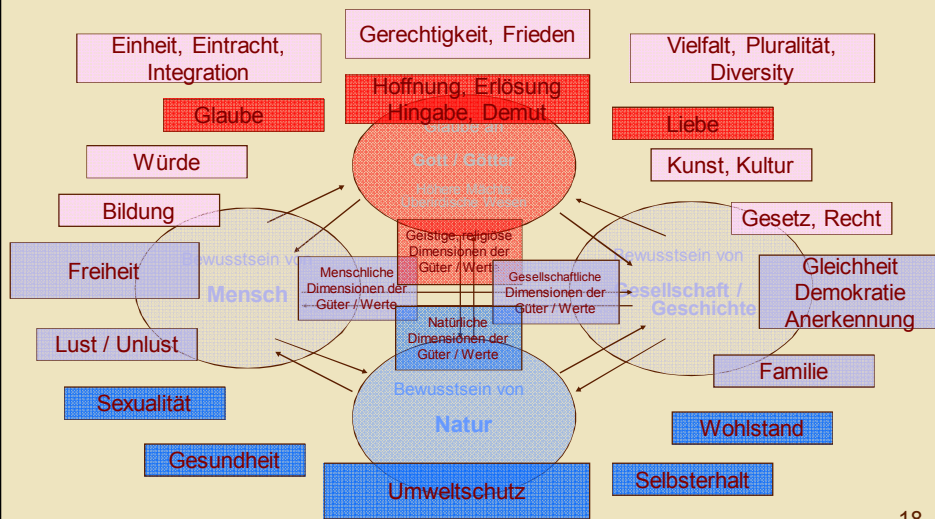 Einheit, Eintracht,
Integration
Gerechtigkeit, Frieden
Vielfalt, Pluralität,
Diversity
Glaube
Hoffnung, Erlösung
Hingabe, Demut
Liebe
Glaube an
Gott / Götter
Höhere Mächte
Überirdische Wesen
Würde
Kunst, Kultur
Bildung
Gesetz, Recht
Freiheit
Bewusstsein von
Mensch
Menschliche
Dimensionen der
Güter / Werte
Geistige, religiöse
Dimensionen der
Güter / Werte
Gesellschaftliche
Dimensionen der
Güter / Werte
Bewusstsein von
Gesellschaft /
Geschichte
Gleichheit
Demokratie
Anerkennung
Natürliche
Dimensionen der
Güter / Werte
Lust / Unlust
Familie
Sexualität
Bewusstsein von
Natur
Wohlstand
Gesundheit
Umweltschutz
Selbsterhalt
18